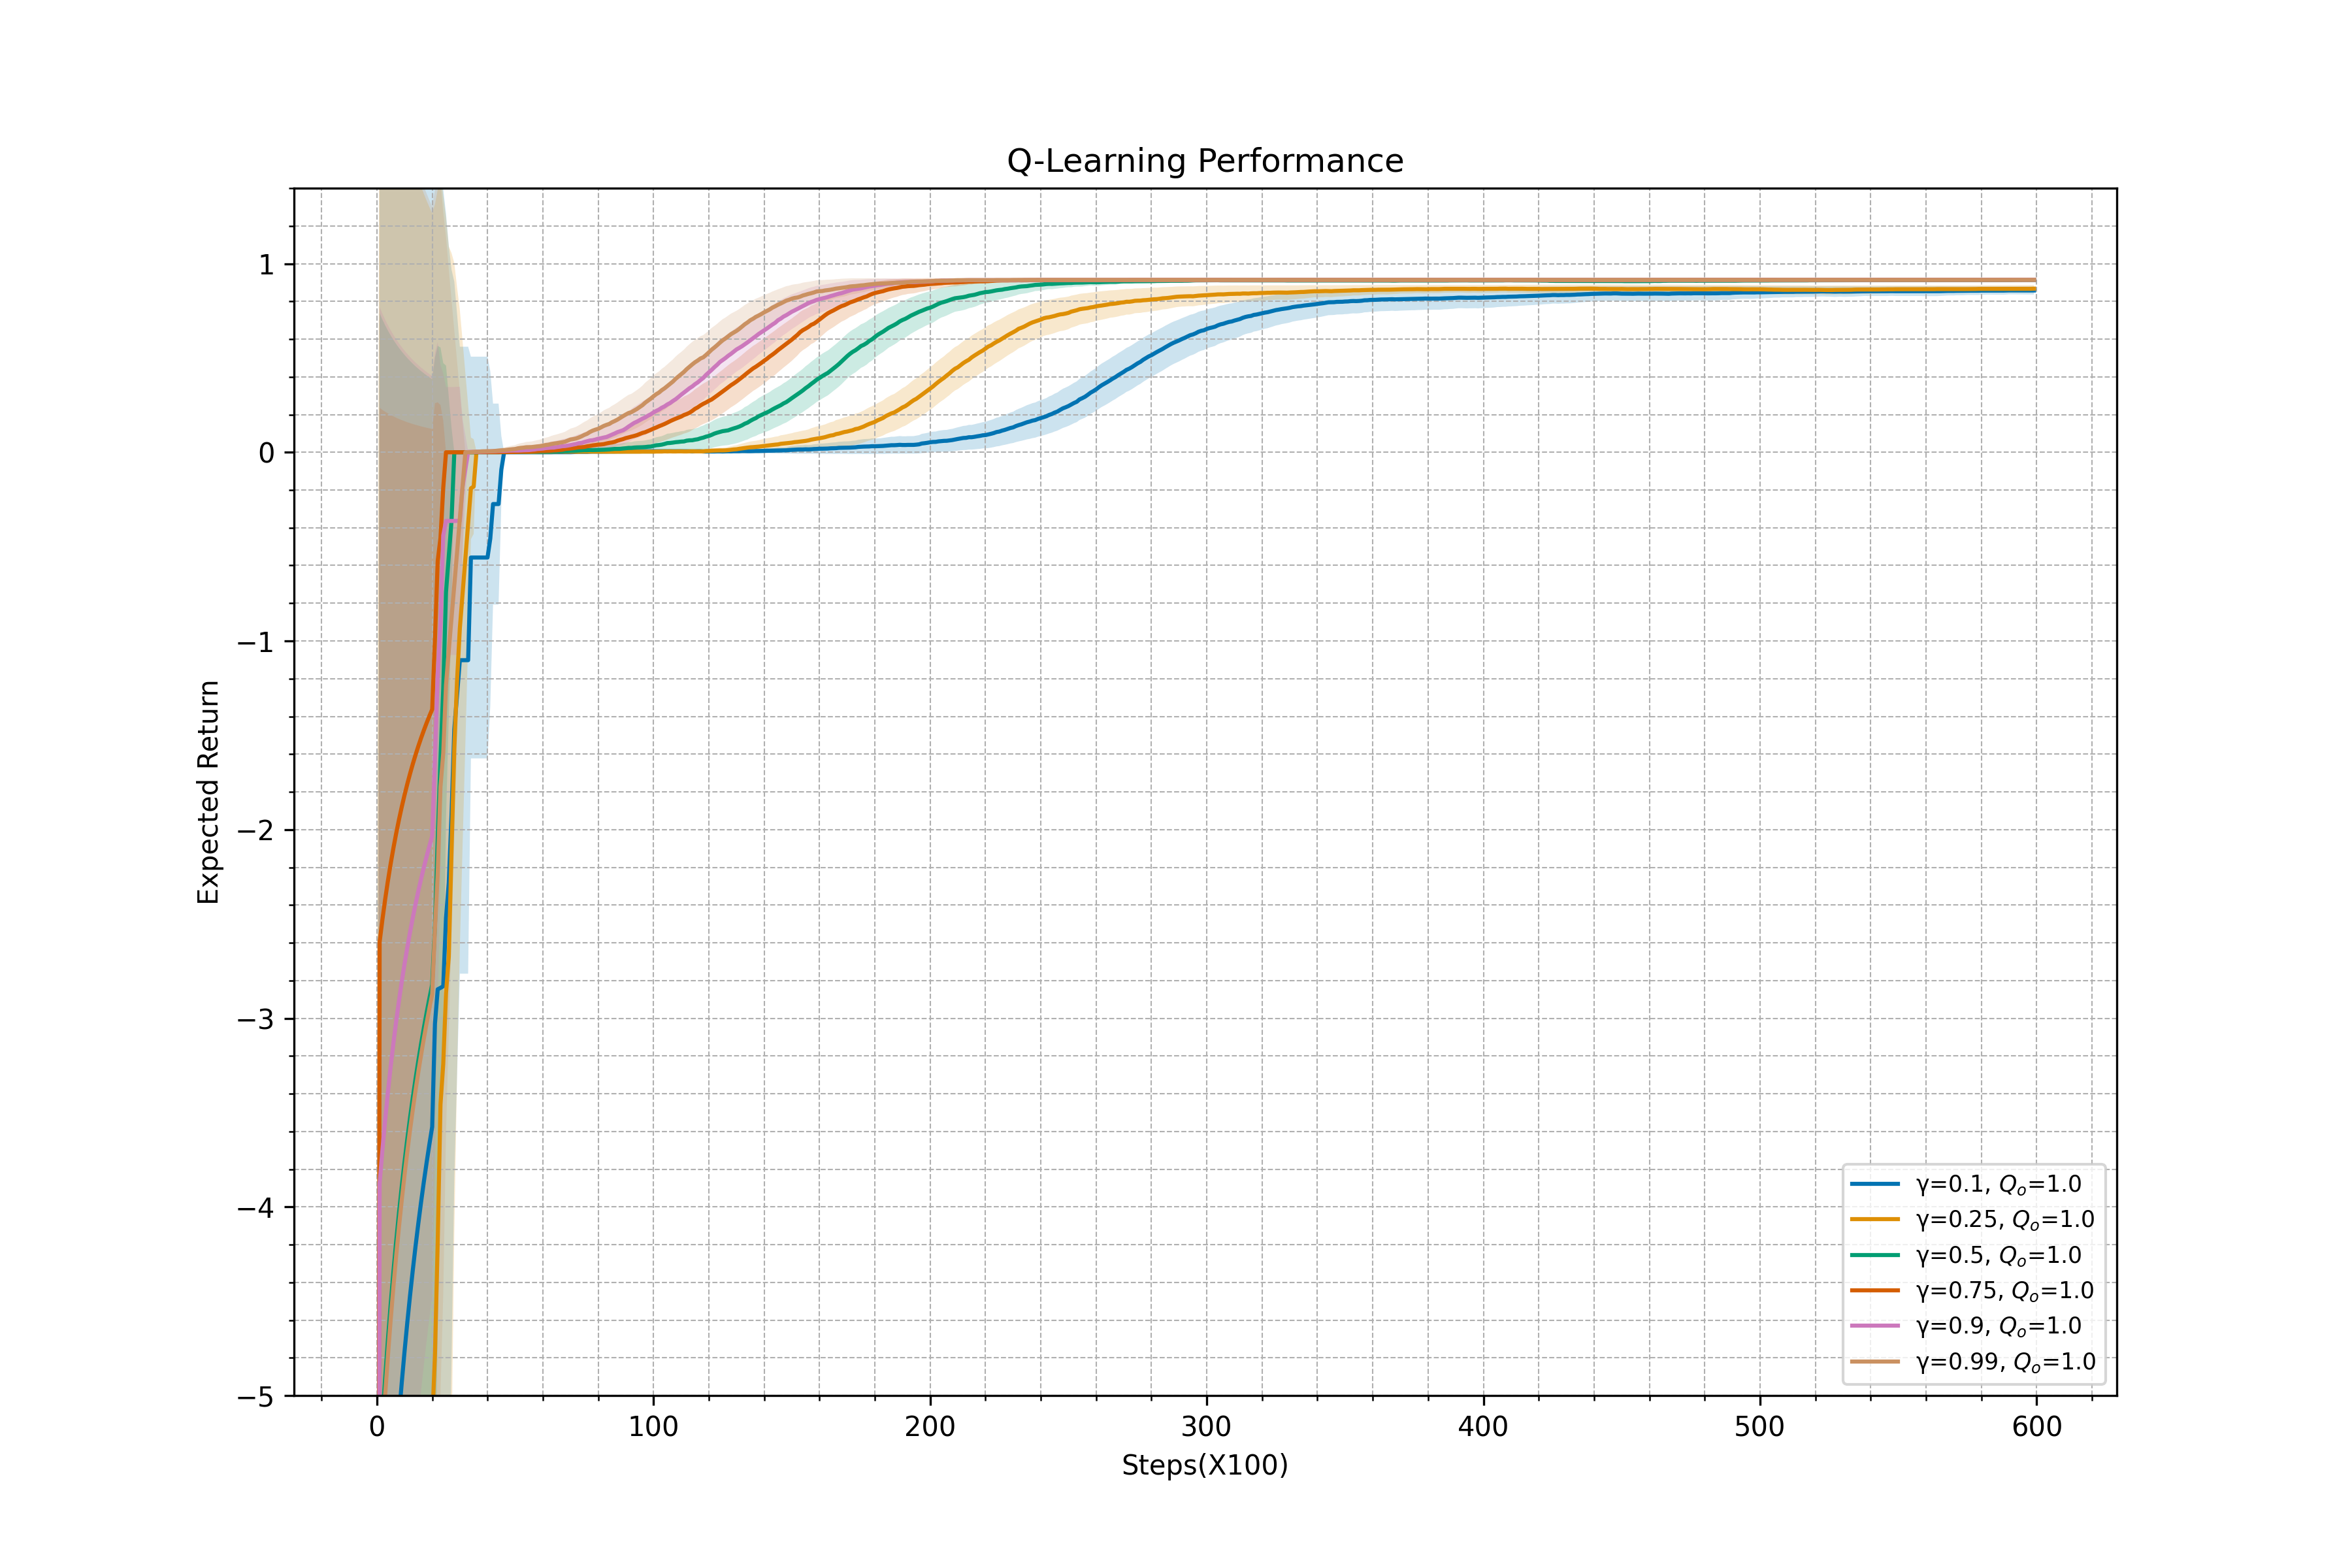 Q-Learning Performance
Expected Return
1
0
−1
−2
−3
−4
−5
0 100 200 300 400 500 600
Steps(X100)
γ=0.1, Qₒ=1.0
γ=0.25, Qₒ=1.0
γ=0.5, Qₒ=1.0
γ=0.75, Qₒ=1.0
γ=0.9, Qₒ=1.0
γ=0.99, Qₒ=1.0